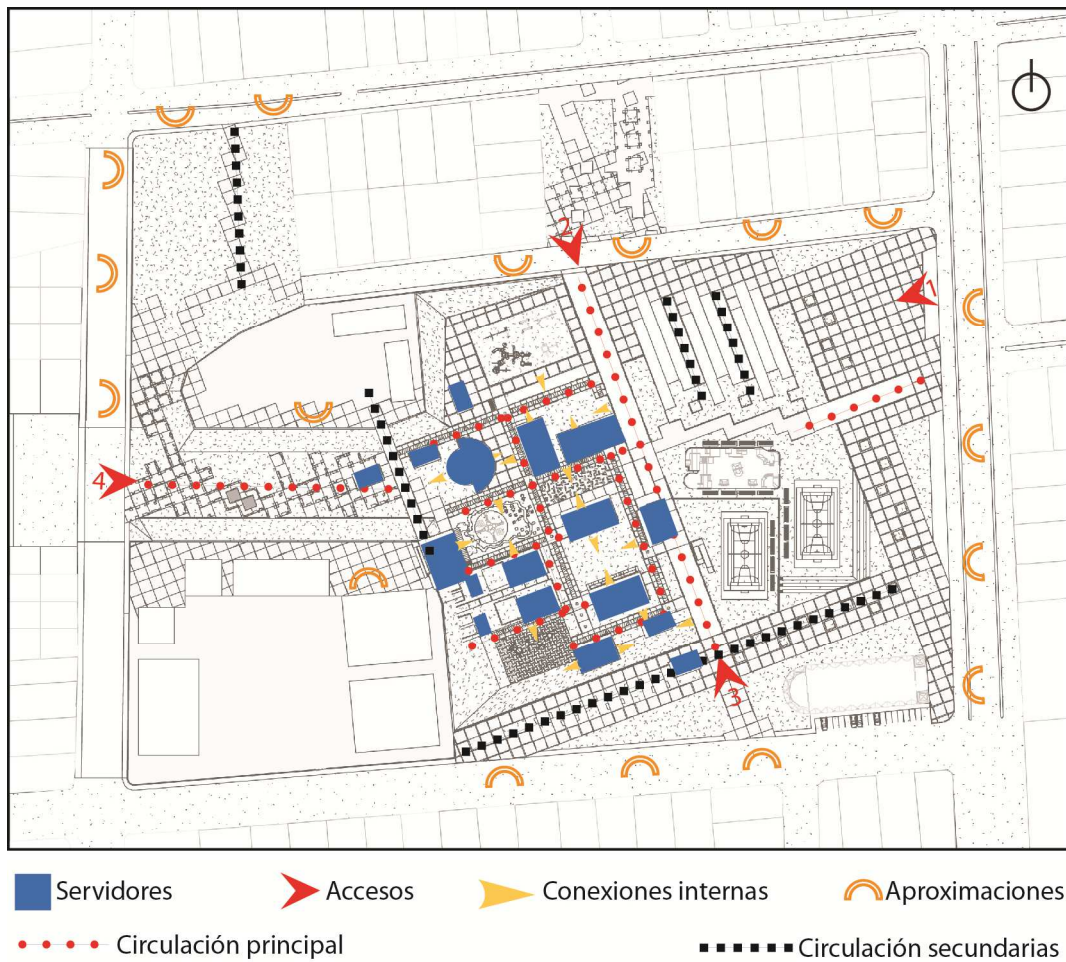 2
1
4
3
Servidores
Accesos
Conexiones internas
Aproximaciones
Circulación principal
Circulación secundarias